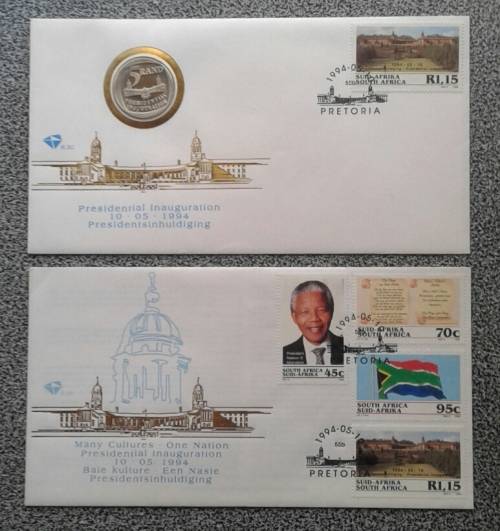 5 RAND
1994-05-10
PRETORIA
SUID-AFRIKA
SOUTH AFRICA
R1,15
Presidential Inauguration
10 - 05 - 1994
Presidentsinhuldiging
1994-05-
PRETORIA
SUID-AFRIKA
SOUTH AFRICA
70c
President
SOUTH AFRICA
SUID-AFRIKA
45c
SOUTH AFRICA
SUID-AFRIKA
95c
Many Cultures - One Nation
Presidential Inauguration
10 - 05 - 1994
Baie kulture - Een Nasie
Presidentsinhuldiging
1994-05-1
PRETORIA
SUID-AFRIKA
SOUTH AFRICA
R1,15